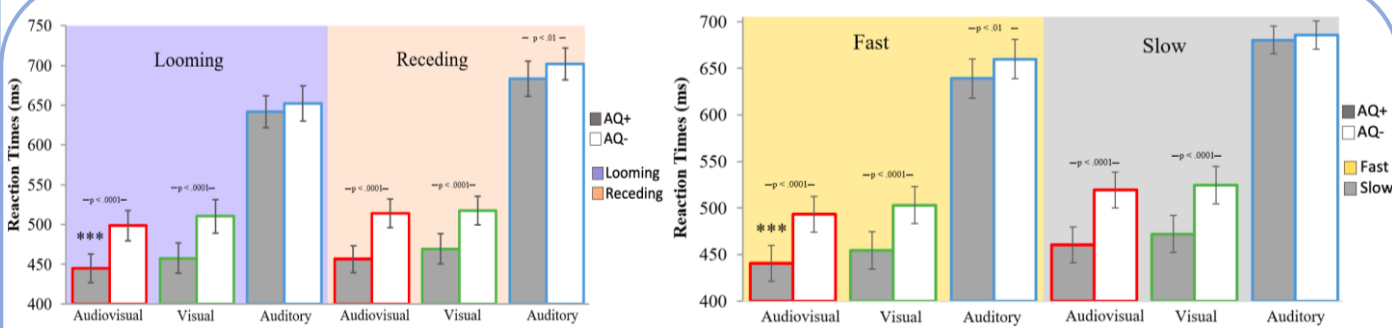 Reaction Times (ms)
750
700
650
600
550
500
450
400
Looming
Receding
— p < .01 —
—p < .0001—
—p < .0001—
—p < .0001—
—p < .0001—
***
Audiovisual
Visual
Auditory
Audiovisual
Visual
Auditory
AQ+
AQ-
Looming
Receding
Reaction Times (ms)
700
650
600
550
500
450
400
Fast
Slow
—p < .01 —
—p < .0001—
—p < .0001—
—p < .0001—
—p < .0001—
***
Audiovisual
Visual
Auditory
Audiovisual
Visual
Auditory
AQ+
AQ-
Fast
Slow